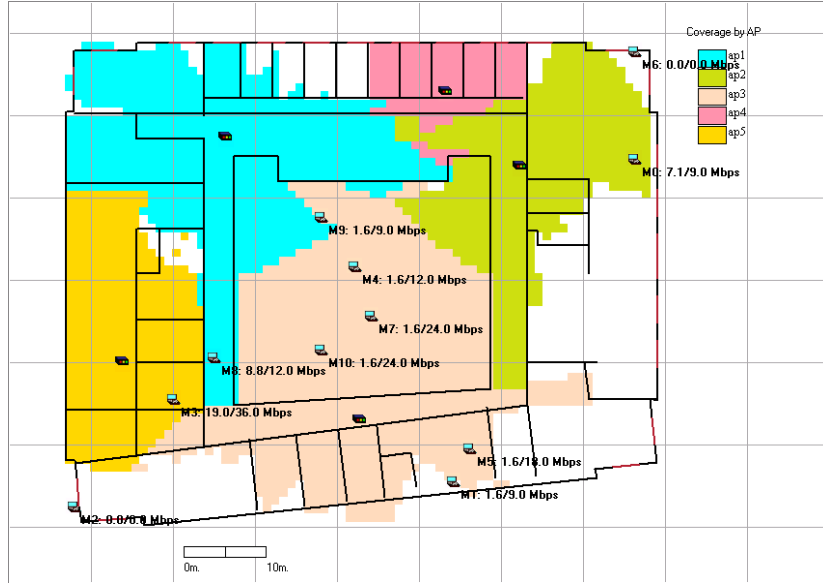 Coverage by AP
ap1
ap2
ap3
ap4
ap5
M6: 0.0/0.0 Mbps
M0: 7.1/9.0 Mbps
M9: 1.6/9.0 Mbps
M4: 1.6/12.0 Mbps
M7: 1.6/24.0 Mbps
M10: 1.6/24.0 Mbps
M8: 8.8/12.0 Mbps
M3: 19.0/36.0 Mbps
M5: 1.6/18.0 Mbps
M1: 1.6/9.0 Mbps
M2: 0.0/0.0 Mbps
0m. 10m.